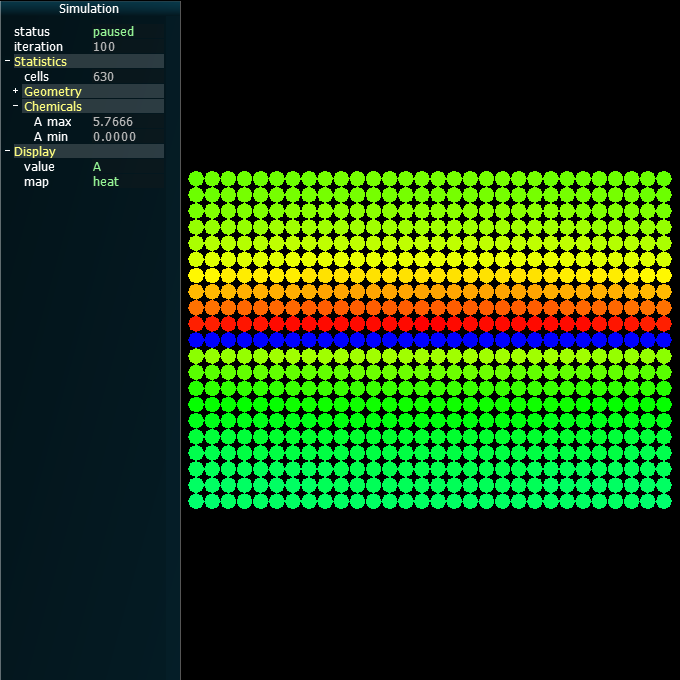 Simulation
status paused
iteration 100
- Statistics
cells 630
+ Geometry
- Chemicals
A max 5.7666
A min 0.0000
- Display
value A
map heat